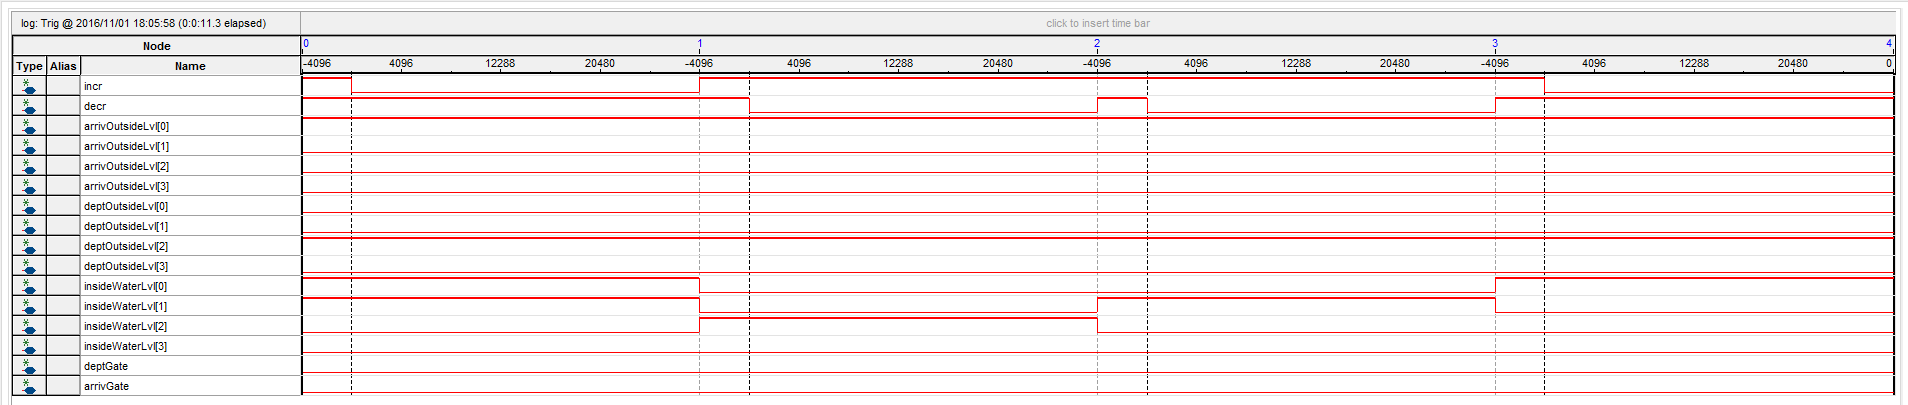 log: Trig @ 2016/11/01 18:05:58 (0:0:11.3 elapsed) click to insert time bar
Node 0 1 2 3 4
Type Alias Name -4096 4096 12288 20480 -4096 4096 12288 20480 -4096 4096 12288 20480 -4096 4096 12288 20480 0
incr
decr
arrivOutsideLvl[0]
arrivOutsideLvl[1]
arrivOutsideLvl[2]
arrivOutsideLvl[3]
deptOutsideLvl[0]
deptOutsideLvl[1]
deptOutsideLvl[2]
deptOutsideLvl[3]
insideWaterLvl[0]
insideWaterLvl[1]
insideWaterLvl[2]
insideWaterLvl[3]
deptGate
arrivGate